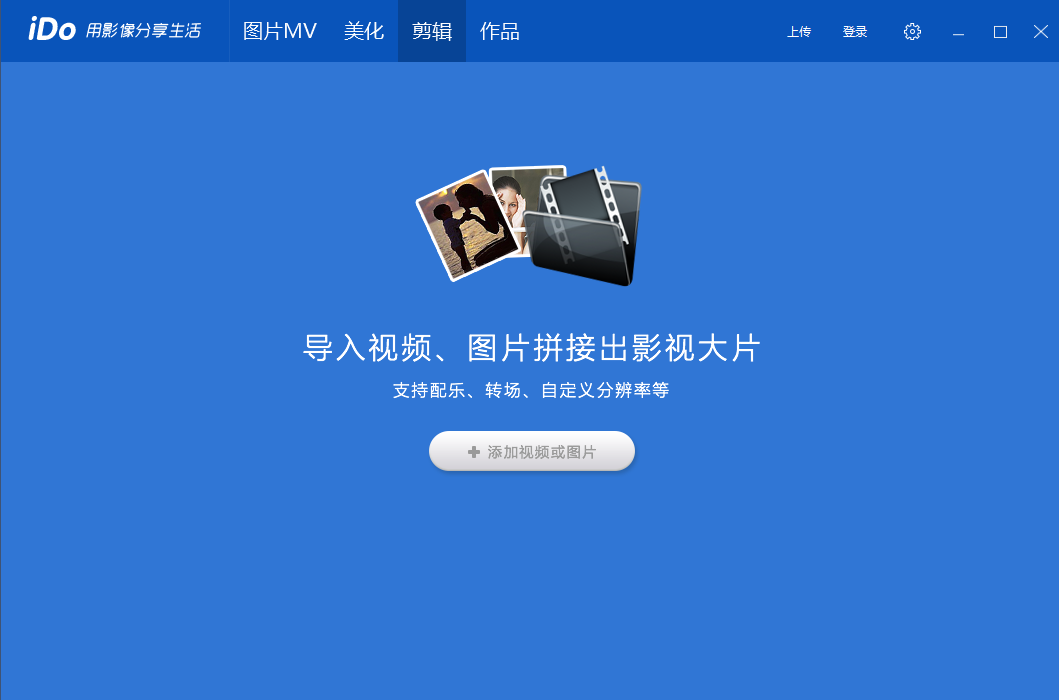 iDo 用影像分享生活 图片MV 美化 剪辑 作品 上传 登录
导入视频、图片拼接出影视大片
支持配乐、转场、自定义分辨率等
添加视频或图片